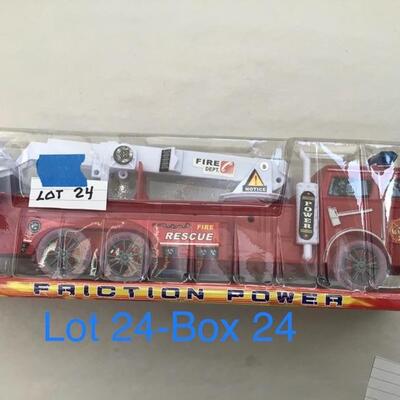 FIRE
DEPT.
NOTICE
LOT 24
POWER
FIRE
RESCUE
FRICTION POWER
Lot 24-Box 24